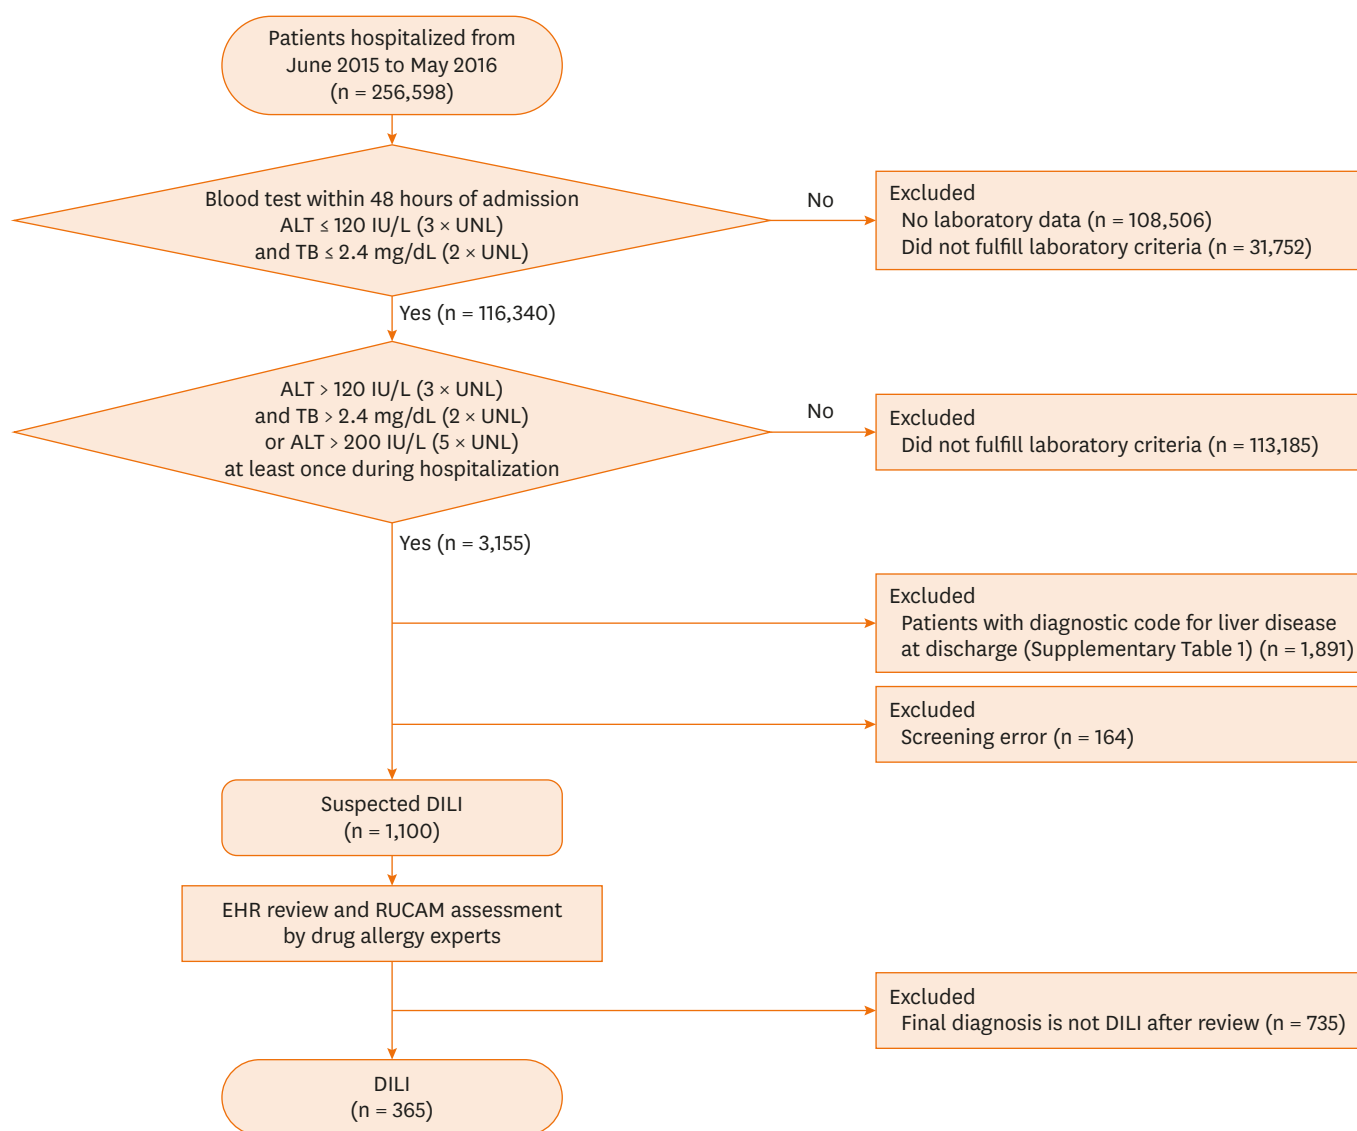 Patients hospitalized from
June 2015 to May 2016
(n = 256,598)
Blood test within 48 hours of admission
ALT ≤ 120 IU/L (3 × UNL)
and TB ≤ 2.4 mg/dL (2 × UNL)
No
Excluded
No laboratory data (n = 108,506)
Did not fulfill laboratory criteria (n = 31,752)
Yes (n = 116,340)
ALT > 120 IU/L (3 × UNL)
and TB > 2.4 mg/dL (2 × UNL)
or ALT > 200 IU/L (5 × UNL)
at least once during hospitalization
No
Excluded
Did not fulfill laboratory criteria (n = 113,185)
Yes (n = 3,155)
Excluded
Patients with diagnostic code for liver disease
at discharge (Supplementary Table 1) (n = 1,891)
Excluded
Screening error (n = 164)
Suspected DILI
(n = 1,100)
EHR review and RUCAM assessment
by drug allergy experts
Excluded
Final diagnosis is not DILI after review (n = 735)
DILI
(n = 365)